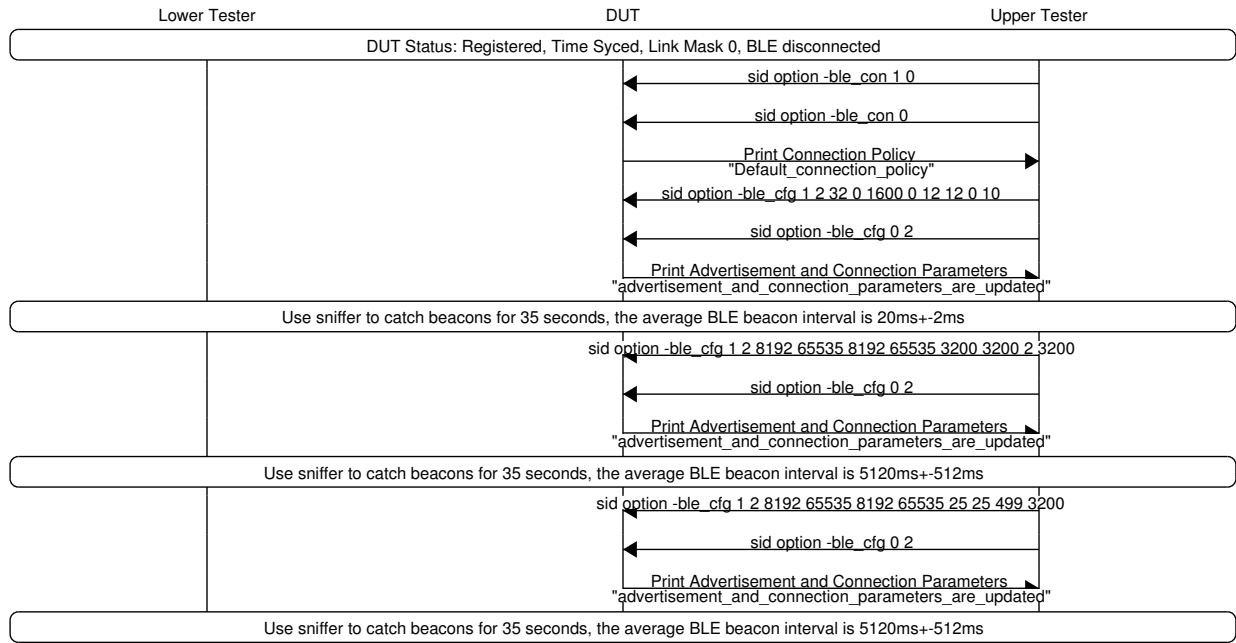 Lower Tester DUT Upper Tester
DUT Status: Registered, Time Syced, Link Mask 0, BLE disconnected
sid option -ble_con 1 0
sid option -ble_con 0
Print Connection Policy
"Default_connection_policy"
sid option -ble_cfg 1 2 32 0 1600 0 12 12 0 10
sid option -ble_cfg 0 2
Print Advertisement and Connection Parameters
"advertisement_and_connection_parameters_are_updated"
Use sniffer to catch beacons for 35 seconds, the average BLE beacon interval is 20ms+-2ms
sid option -ble_cfg 1 2 8192 65535 8192 65535 3200 3200 2 3200
sid option -ble_cfg 0 2
Print Advertisement and Connection Parameters
"advertisement_and_connection_parameters_are_updated"
Use sniffer to catch beacons for 35 seconds, the average BLE beacon interval is 5120ms+-512ms
sid option -ble_cfg 1 2 8192 65535 8192 65535 25 25 499 3200
sid option -ble_cfg 0 2
Print Advertisement and Connection Parameters
"advertisement_and_connection_parameters_are_updated"
Use sniffer to catch beacons for 35 seconds, the average BLE beacon interval is 5120ms+-512ms